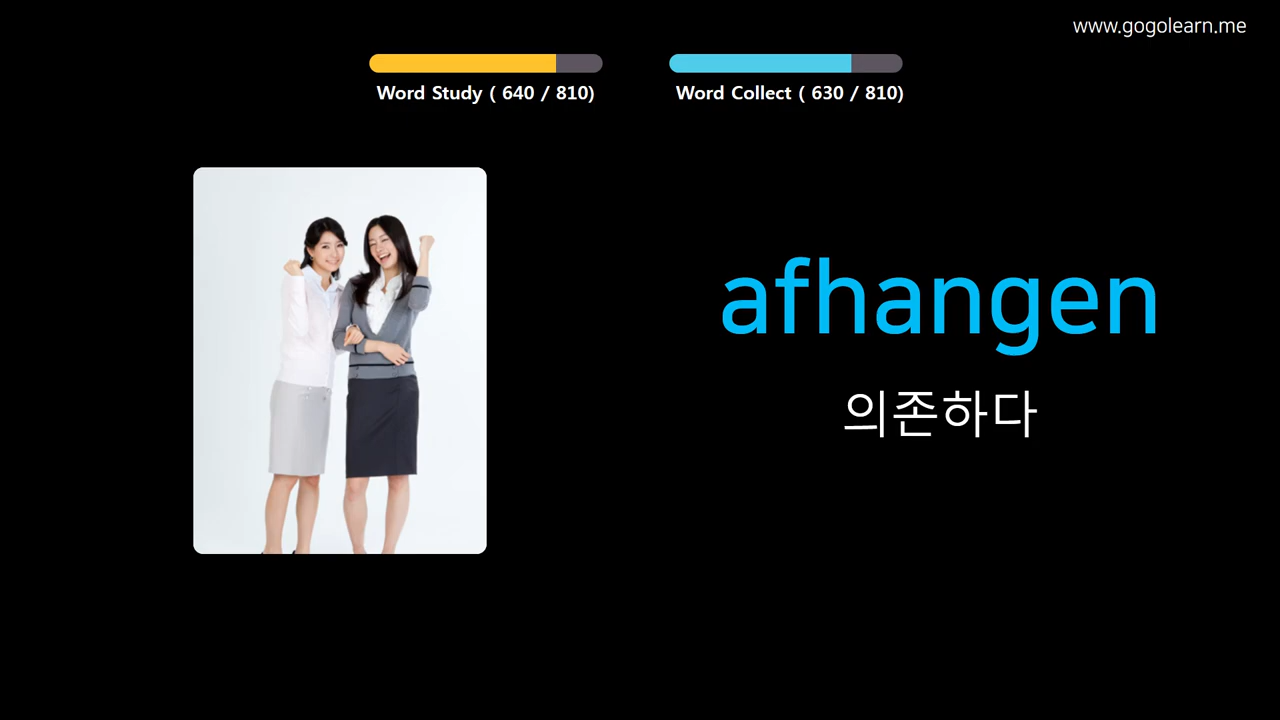 www.gogolearn.me
Word Study ( 640 / 810)
Word Collect ( 630 / 810)
afhangen
의존하다